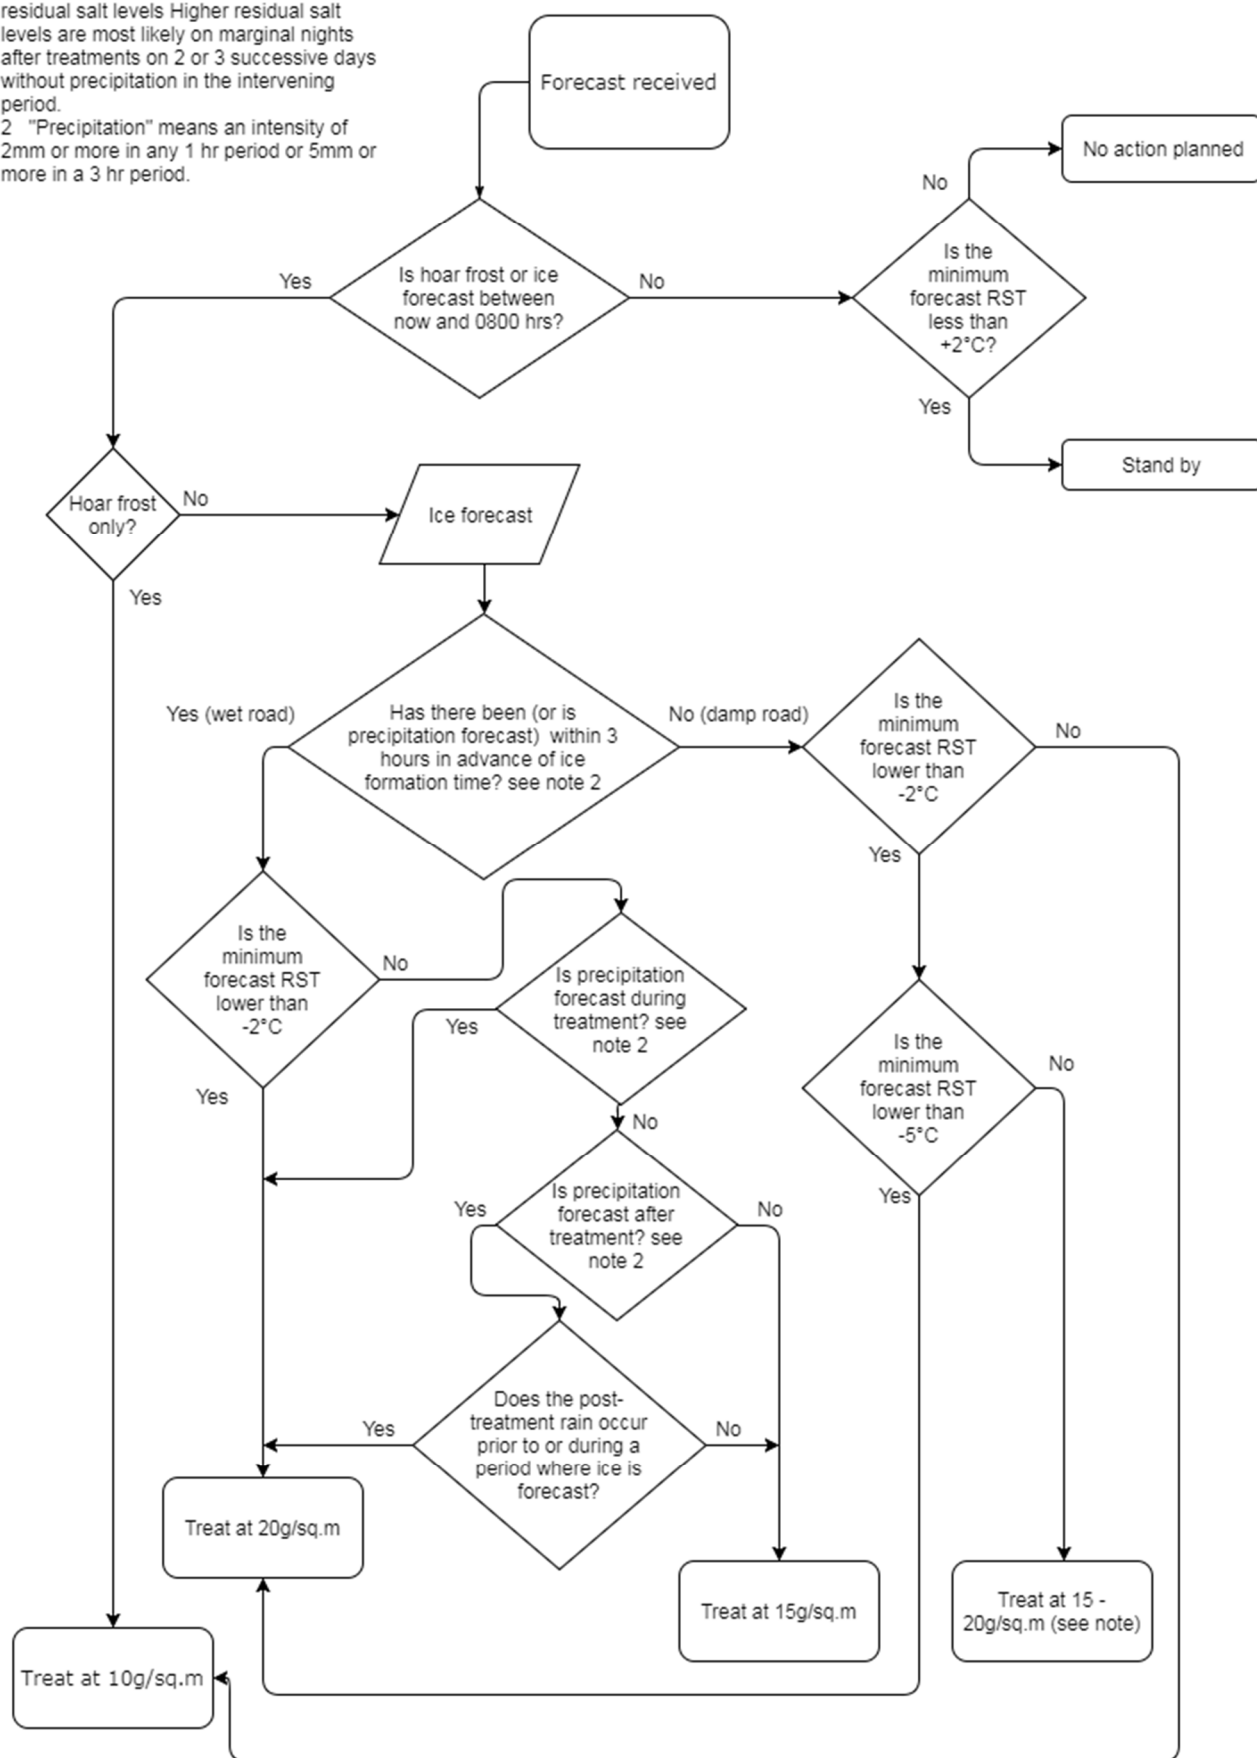 residual salt levels Higher residual salt
levels are most likely on marginal nights
after treatments on 2 or 3 successive days
without precipitation in the intervening
period.
2 "Precipitation" means an intensity of
2mm or more in any 1 hr period or 5mm or
more in a 3 hr period.
Forecast received
No action planned
No
Is the
minimum
forecast RST
less than
+2°C?
Yes
Is hoar frost or ice
forecast between
now and 0800 hrs?
No
Yes
Stand by
Hoar frost
only?
No
Ice forecast
Yes
Yes (wet road)
Has there been (or is
precipitation forecast) within 3
hours in advance of ice
formation time? see note 2
No (damp road)
Is the
minimum
forecast RST
lower than
-2°C
No
Yes
Is the
minimum
forecast RST
lower than
-2°C
No
Yes
Is precipitation
forecast during
treatment? see
note 2
Yes
No
Is the
minimum
forecast RST
lower than
-5°C
No
Yes
Yes
Is precipitation
forecast after
treatment? see
note 2
No
Yes
Does the post-
treatment rain occur
prior to or during a
period where ice is
forecast?
No
Treat at 20g/sq.m
Treat at 15g/sq.m
Treat at 15 -
20g/sq.m (see note)
Treat at 10g/sq.m